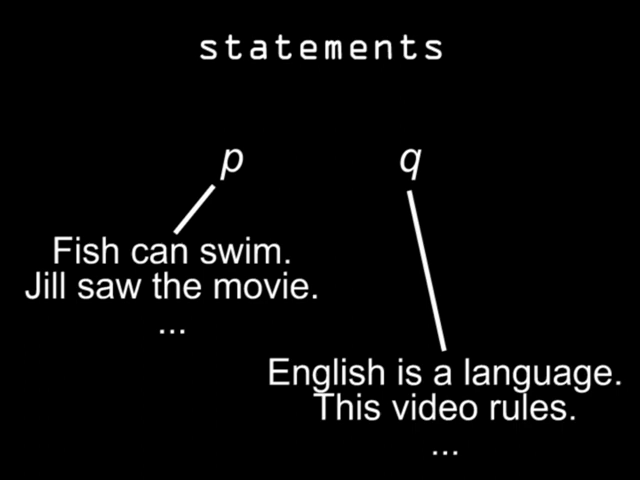 statements
p q
Fish can swim.
Jill saw the movie.
...
English is a language.
This video rules.
...